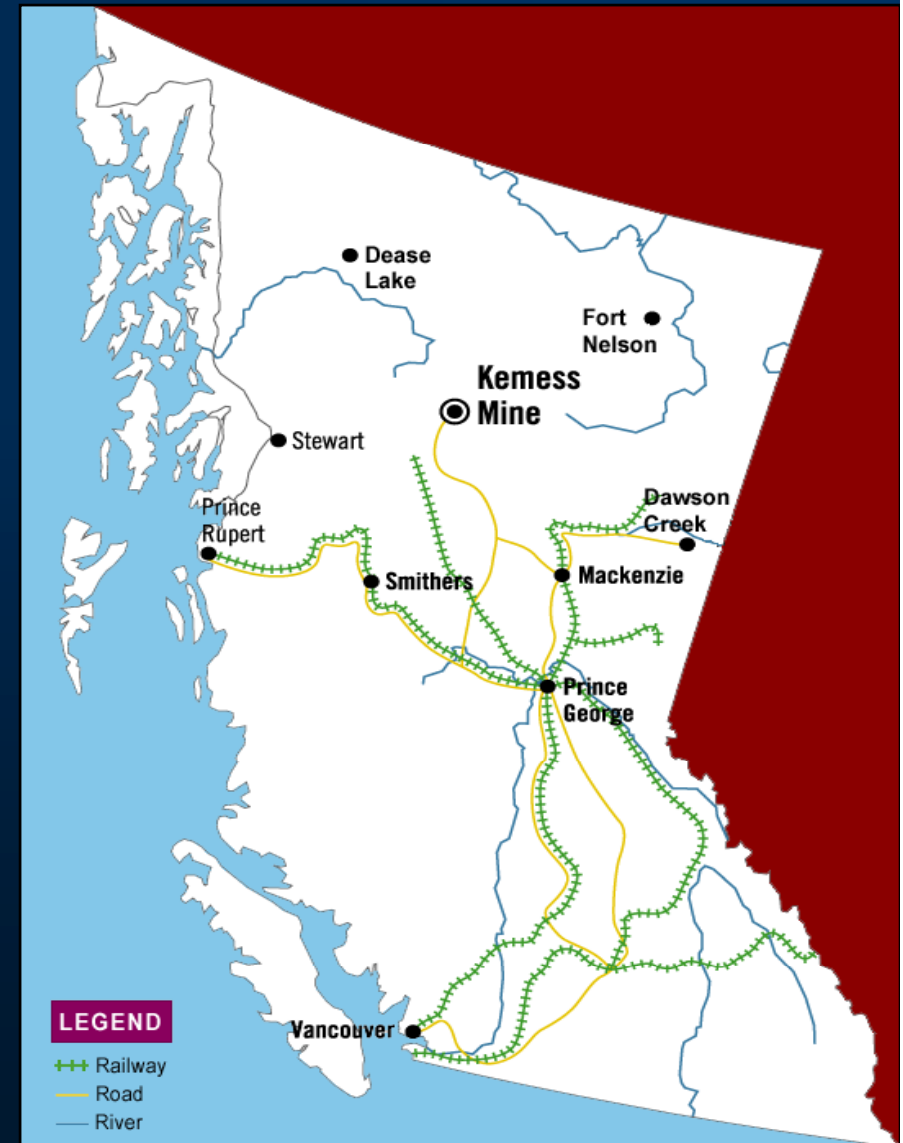 Dease
Lake
Fort
Nelson
Kemess
Mine
Stewart
Prince
Rupert
Dawson
Creek
Smithers
Mackenzie
Prince
George
Vancouver
LEGEND
Railway
Road
River